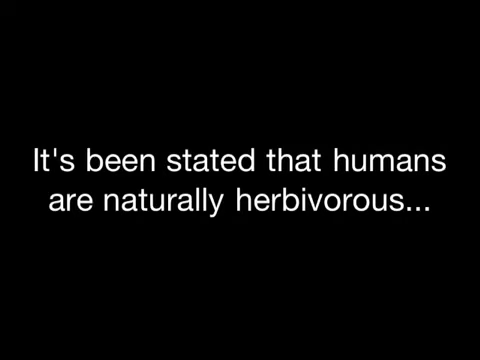 It's been stated that humans
are naturally herbivorous...